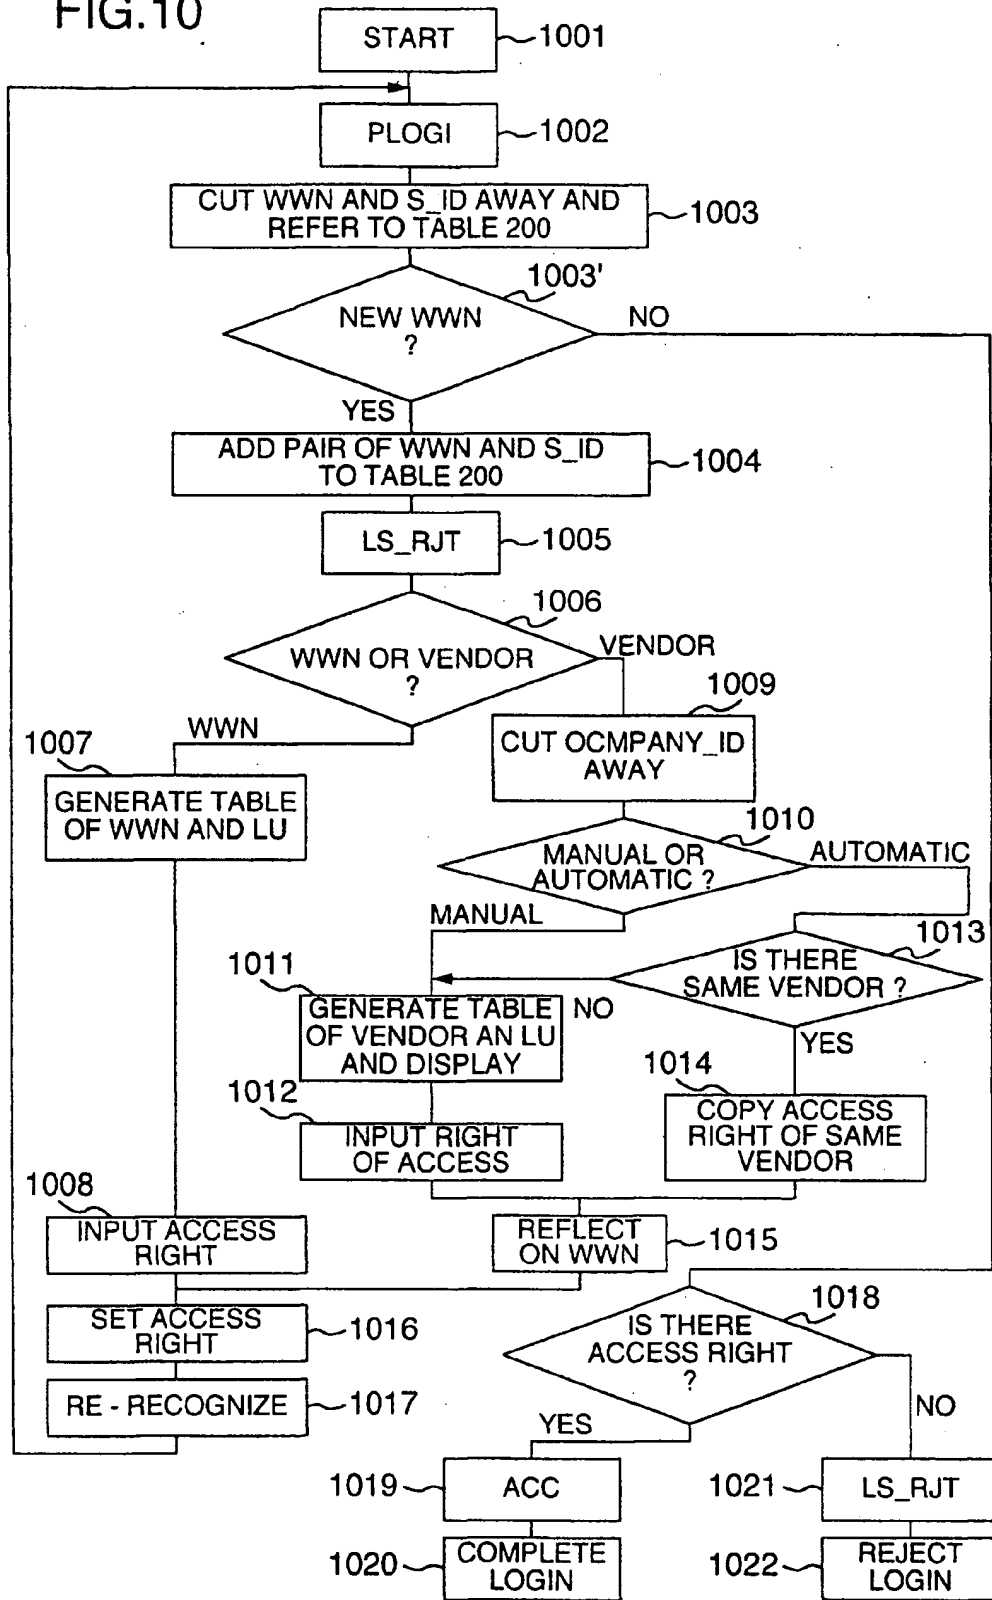 FIG.10
START
1001
PLOGI
1002
CUT WWN AND S_ID AWAY AND
REFER TO TABLE 200
1003
1003'
NEW WWN
?
NO
YES
ADD PAIR OF WWN AND S_ID
TO TABLE 200
1004
LS_RJT
1005
1006
WWN OR VENDOR
?
VENDOR
WWN
1007
GENERATE TABLE
OF WWN AND LU
1009
CUT OCMPANY_ID
AWAY
1010
MANUAL OR
AUTOMATIC ?
AUTOMATIC
MANUAL
1013
IS THERE
SAME VENDOR ?
NO
YES
1011
GENERATE TABLE
OF VENDOR AN LU
AND DISPLAY
1012
INPUT RIGHT
OF ACCESS
1014
COPY ACCESS
RIGHT OF SAME
VENDOR
1008
INPUT ACCESS
RIGHT
REFLECT
ON WWN
1015
SET ACCESS
RIGHT
1016
RE - RECOGNIZE
1017
1018
IS THERE
ACCESS RIGHT
?
YES
NO
1019
ACC
1020
COMPLETE
LOGIN
1021
LS_RJT
1022
REJECT
LOGIN